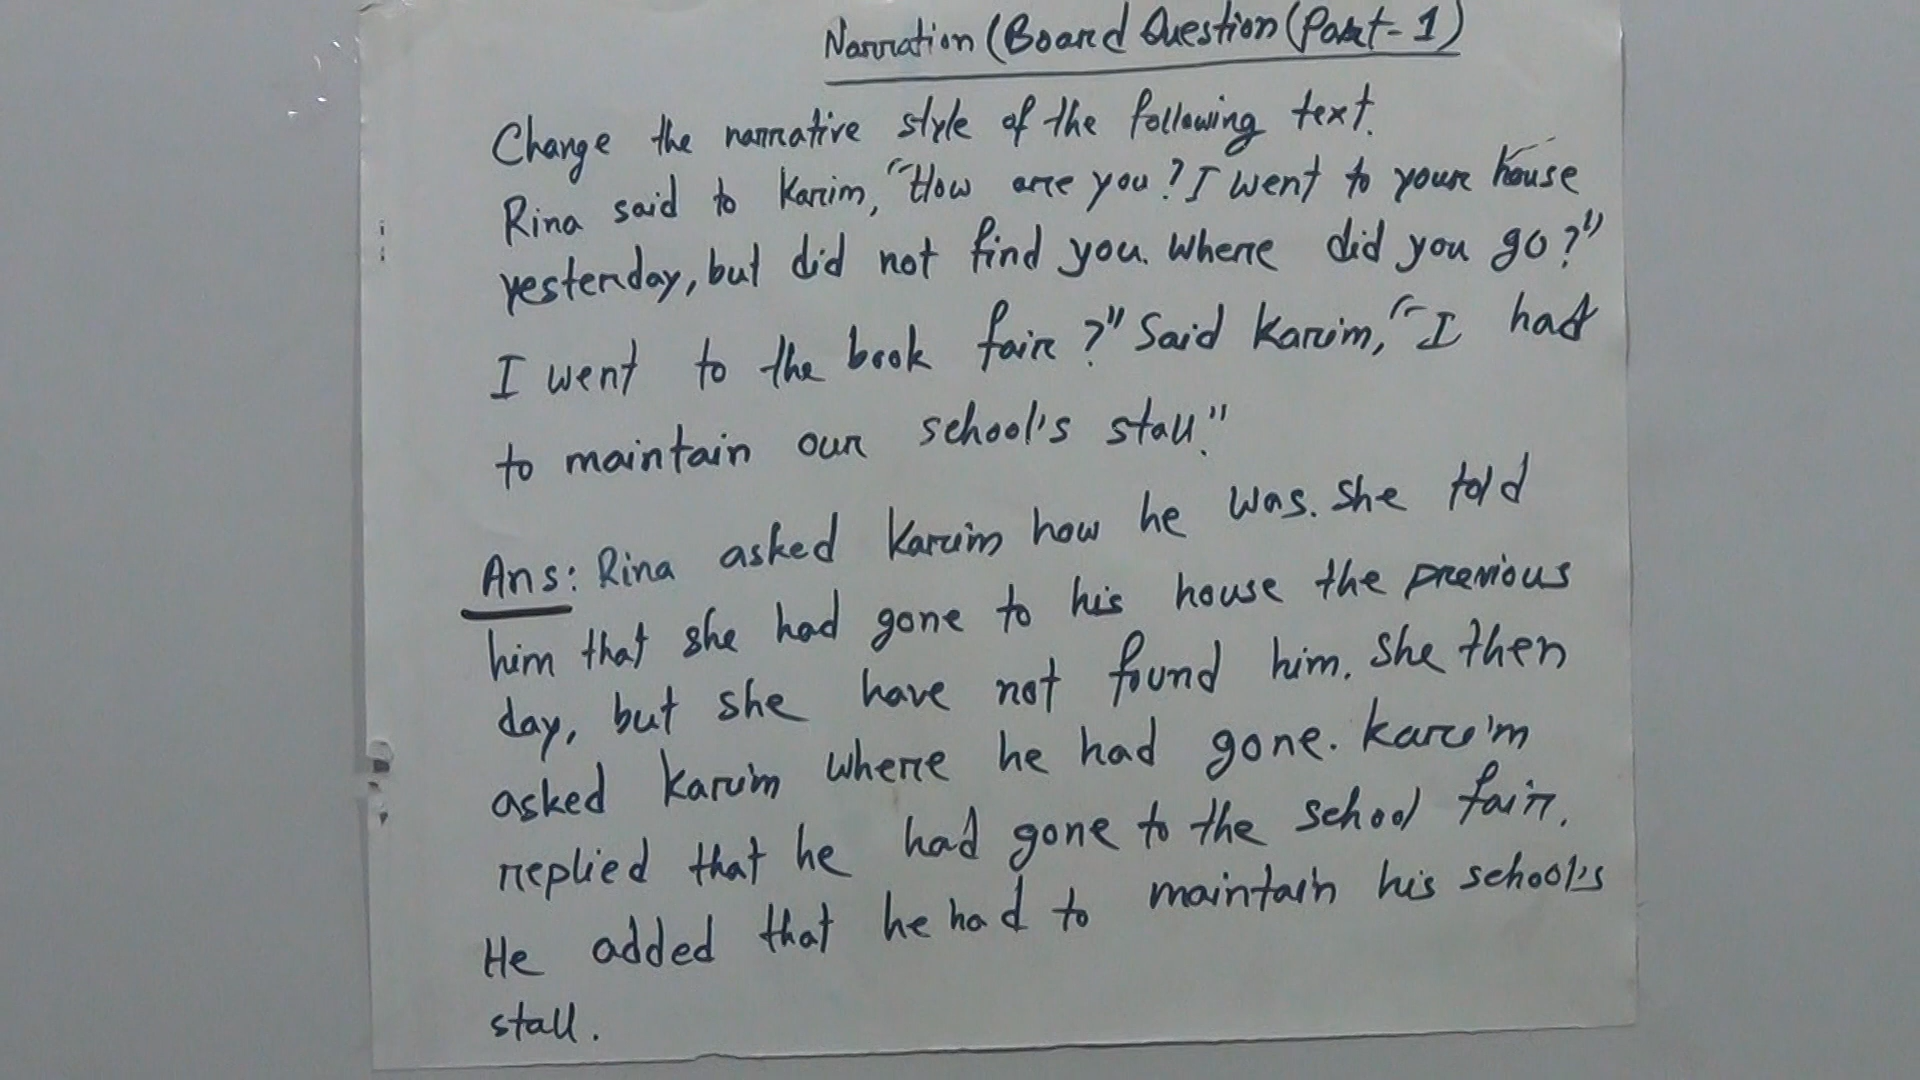 Narration (Board Question (Part-1)
Change the narrative style of the following text.
Rina said to Karim, "How are you? I went to your house
yesterday, but did not find you. Where did you go?"
I went to the book fair?" Said Karim, "I had
to maintain our school's stall."
Ans: Rina asked Karim how he was. She told
him that she had gone to his house the previous
day, but she have not found him. She then
asked Karim where he had gone. Karim
replied that he had gone to the school fair.
He added that he had to maintain his school's
stall.